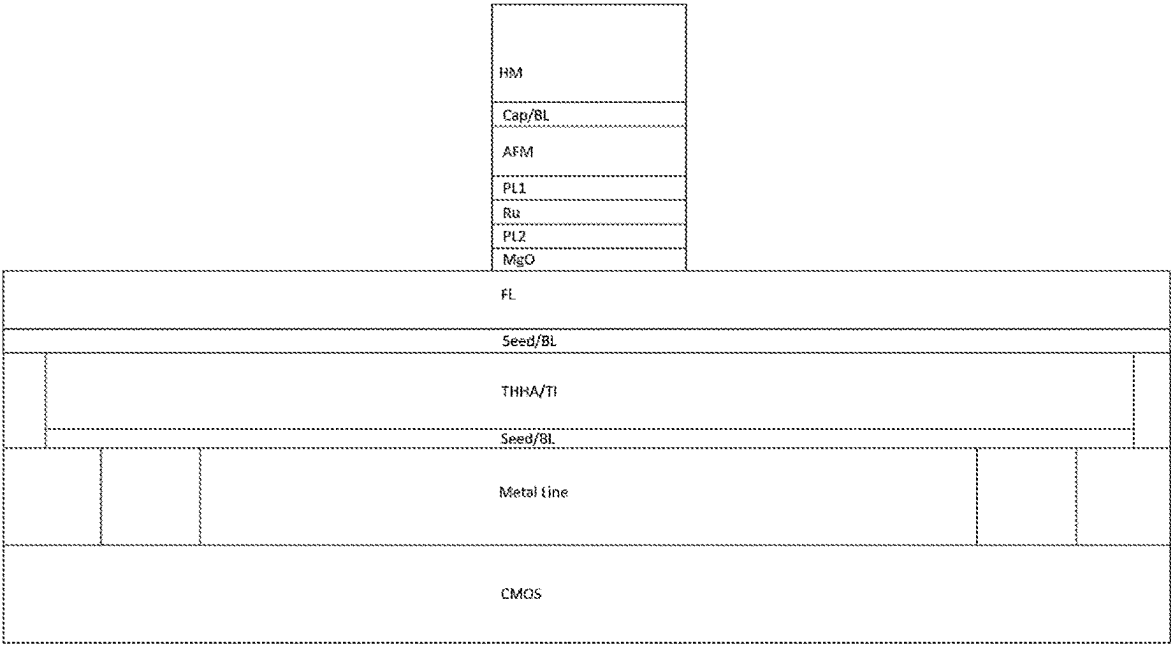 HM
Cap/BL
AFM
PL1
Ru
PL2
MgO
FL
Seed/BL
THHA/TI
Seed/BL
Metal Line
CMOS